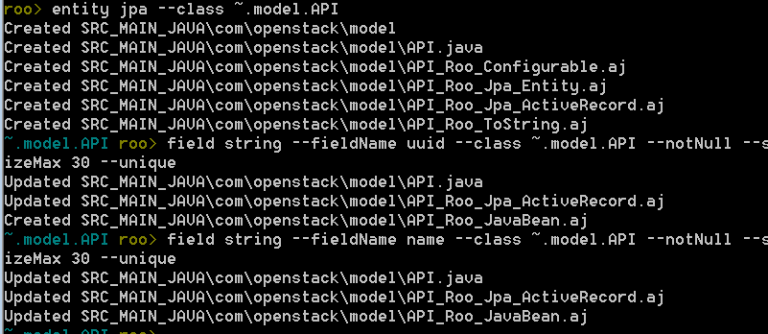 roo> entity jpa --class ~.model.API
Created SRC_MAIN_JAVA\com\openstack\model
Created SRC_MAIN_JAVA\com\openstack\model\API.java
Created SRC_MAIN_JAVA\com\openstack\model\API_Roo_Configurable.aj
Created SRC_MAIN_JAVA\com\openstack\model\API_Roo_Jpa_Entity.aj
Created SRC_MAIN_JAVA\com\openstack\model\API_Roo_Jpa_ActiveRecord.aj
Created SRC_MAIN_JAVA\com\openstack\model\API_Roo_ToString.aj
~.model.API roo> field string --fieldName uuid --class ~.model.API --notNull --s
izeMax 30 --unique
Updated SRC_MAIN_JAVA\com\openstack\model\API.java
Updated SRC_MAIN_JAVA\com\openstack\model\API_Roo_Jpa_ActiveRecord.aj
Created SRC_MAIN_JAVA\com\openstack\model\API_Roo_JavaBean.aj
~.model.API roo> field string --fieldName name --class ~.model.API --notNull --s
izeMax 30 --unique
Updated SRC_MAIN_JAVA\com\openstack\model\API.java
Updated SRC_MAIN_JAVA\com\openstack\model\API_Roo_Jpa_ActiveRecord.aj
Updated SRC_MAIN_JAVA\com\openstack\model\API_Roo_JavaBean.aj
~.model.API roo>